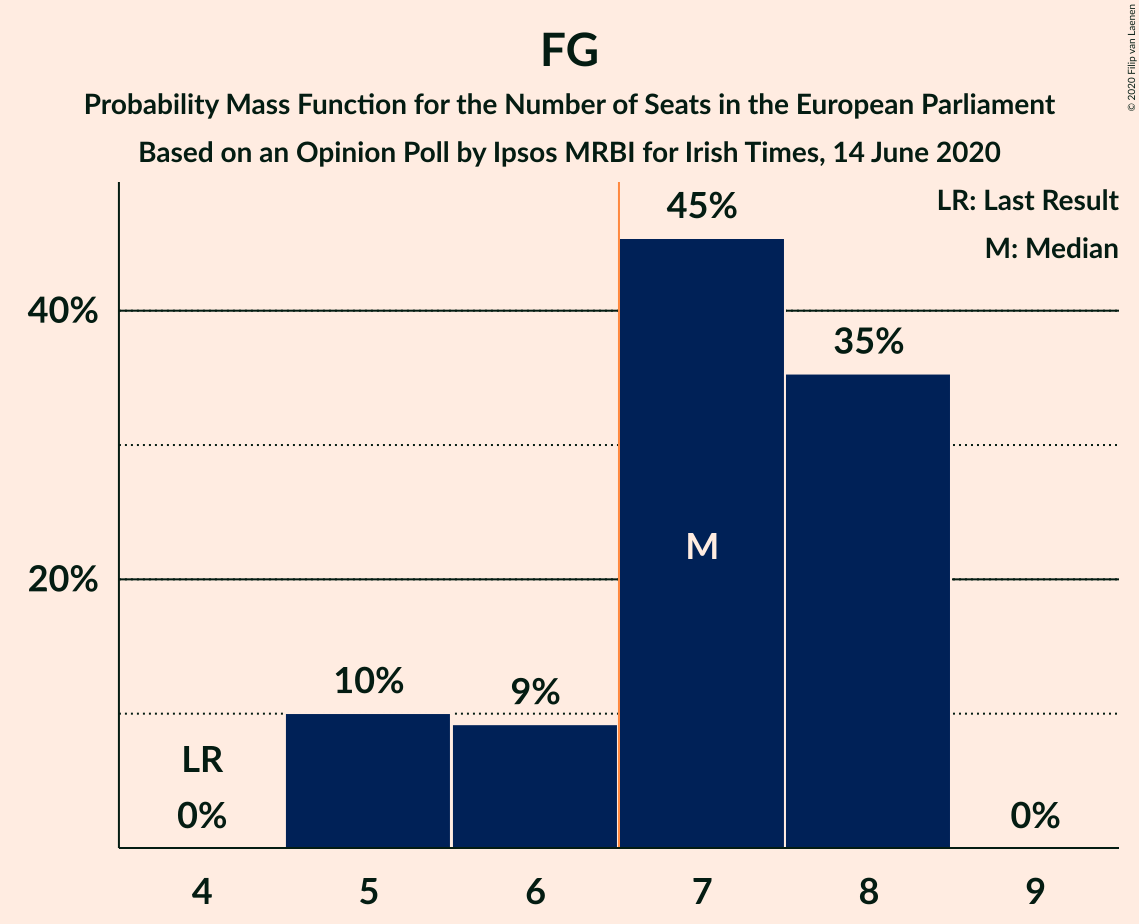 FG
Probability Mass Function for the Number of Seats in the European Parliament
Based on an Opinion Poll by Ipsos MRBI for Irish Times, 14 June 2020
© 2020 Filip van Laenen
LR: Last Result
M: Median
45%
40%
35%
M
20%
10%
9%
LR
0%
0%
4 5 6 7 8 9